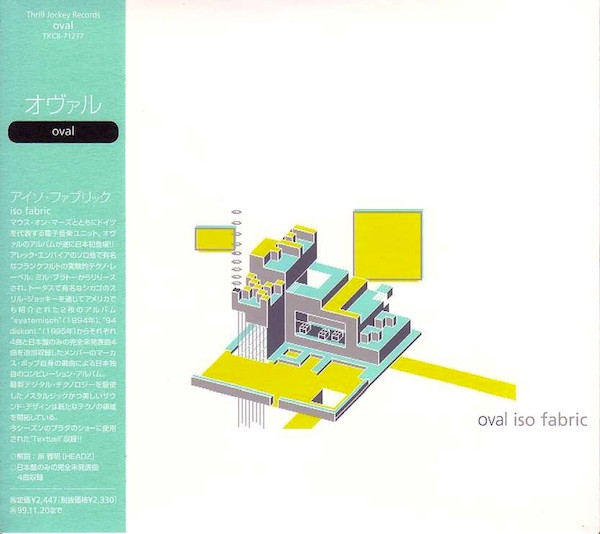 Thrill Jockey Records
oval
TKCB-71277
オヴァル
oval
アイソ・ファブリック
iso fabric
マウス・オン・マーズとともにドイツ
を代表する電子音楽ユニット、オヴ
ァルのアルバムが遂に日本初登場!!
アレック・エンパイアのソロ他で有名
なフランクフルトの実験的テクノ・レ
ーベル、ミル・プラトーからリリース
され、トータスで有名なシカゴのス
リル・ジョッキーを通じてアメリカで
も紹介された2枚のアルバム
"systemisch"(1994年)、"94
diskont."(1995年)からそれぞれ
4曲と日本盤のみの完全未発表曲4
曲を追加収録したメンバーのマーカ
ス・ポップ自身の選曲による日本独
自のコンピレーション・アルバム。
最新デジタル・テクノロジーを駆使
したノスタルジックかつ美しいサウ
ンド・デザインは新たなテクノの領域
を開拓している。
今シーズンのプラダのショーに使用
された"Textuell"収録!!
○解説:原 雅明[HEADZ]
○日本盤のみの完全未発表曲
4曲収録
定価¥2,447(税抜価格¥2,330)
99.11.20まで
oval iso fabric